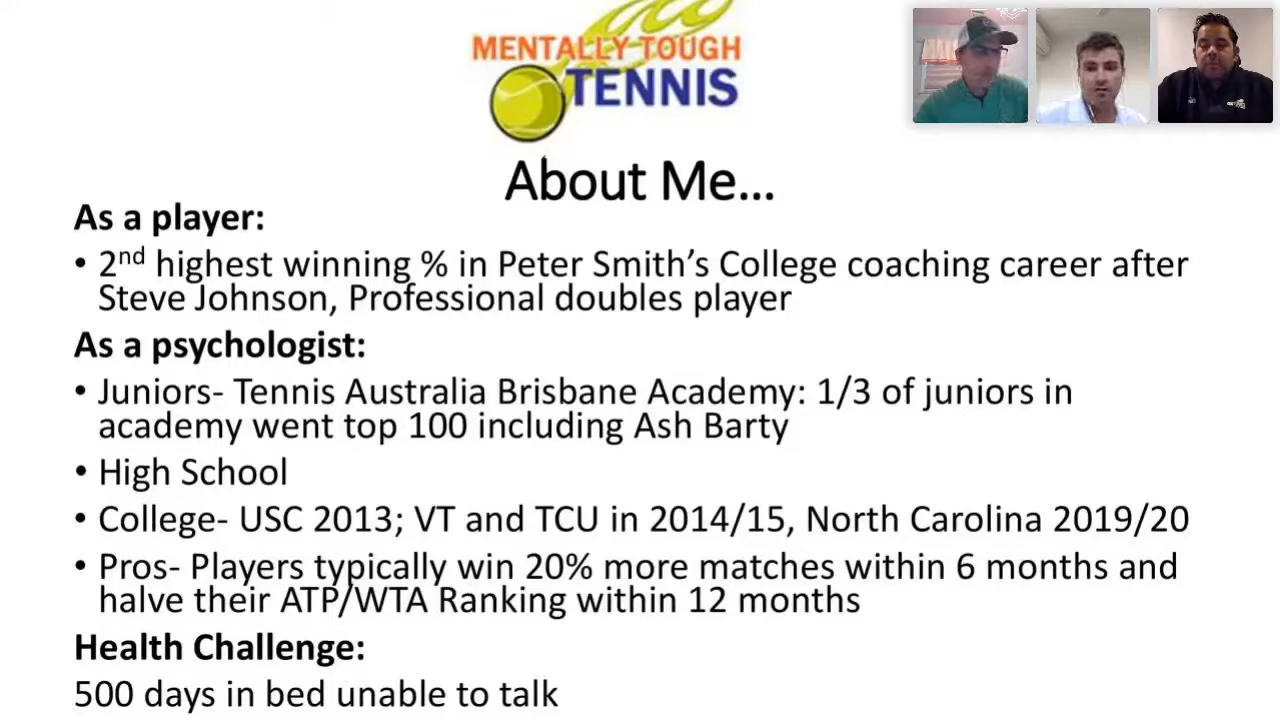 MENTALLY TOUGH
TENNIS
About Me...
As a player:
• 2nd highest winning % in Peter Smith’s College coaching career after
Steve Johnson, Professional doubles player
As a psychologist:
• Juniors- Tennis Australia Brisbane Academy: 1/3 of juniors in
academy went top 100 including Ash Barty
• High School
• College- USC 2013; VT and TCU in 2014/15, North Carolina 2019/20
• Pros- Players typically win 20% more matches within 6 months and
halve their ATP/WTA Ranking within 12 months
Health Challenge:
500 days in bed unable to talk